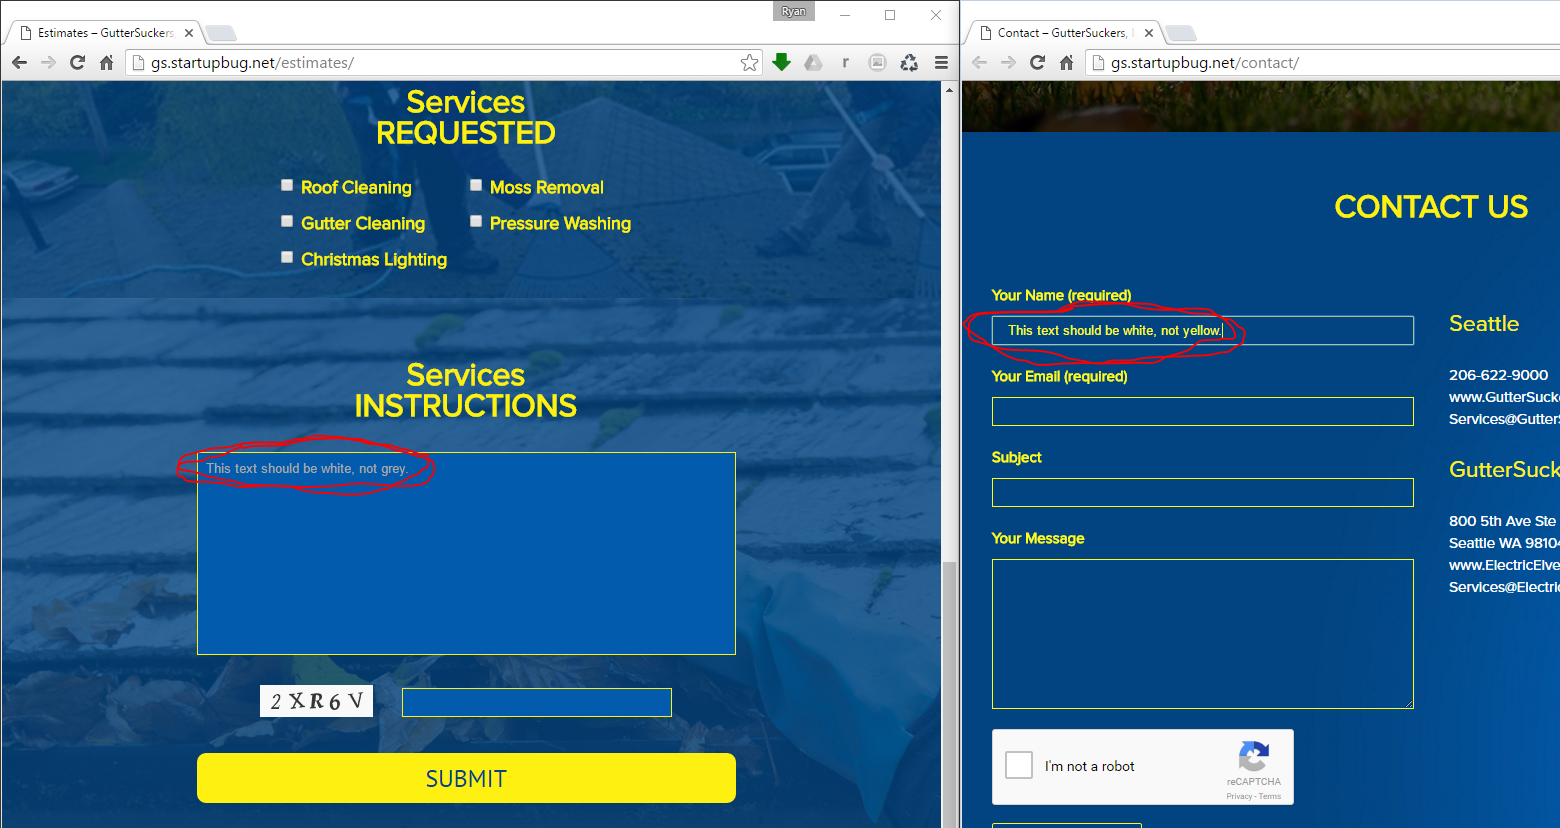 Ryan
Estimates – GutterSuckers,
gs.startupbug.net/estimates/
r
Services
REQUESTED
Roof Cleaning
Moss Removal
Gutter Cleaning
Pressure Washing
Christmas Lighting
Services
INSTRUCTIONS
This text should be white, not grey.
2 X R 6 V
SUBMIT
Contact – GutterSuckers,
gs.startupbug.net/contact/
CONTACT US
Your Name (required)
This text should be white, not yellow.
Your Email (required)
Subject
Your Message
I'm not a robot
reCAPTCHA
Privacy - Terms
Seattle
206-622-9000
www.GutterSucke
Services@GutterS
GutterSuck
800 5th Ave Ste
Seattle WA 98104
www.ElectricElve
Services@Electric